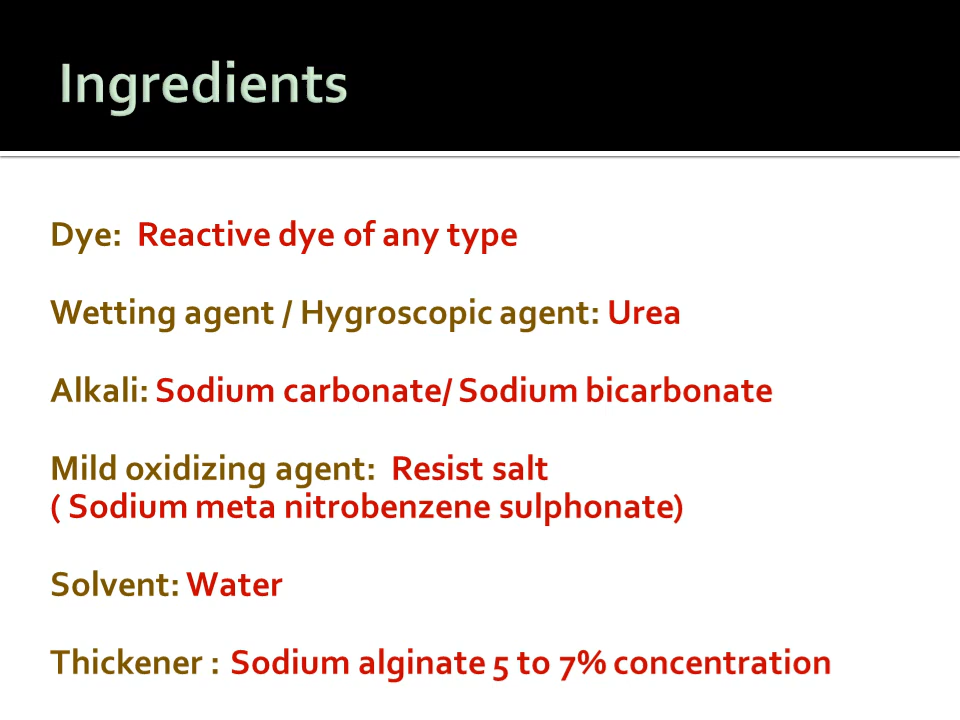 Ingredients
Dye: Reactive dye of any type
Wetting agent / Hygroscopic agent: Urea
Alkali: Sodium carbonate/ Sodium bicarbonate
Mild oxidizing agent: Resist salt
( Sodium meta nitrobenzene sulphonate)
Solvent: Water
Thickener : Sodium alginate 5 to 7% concentration